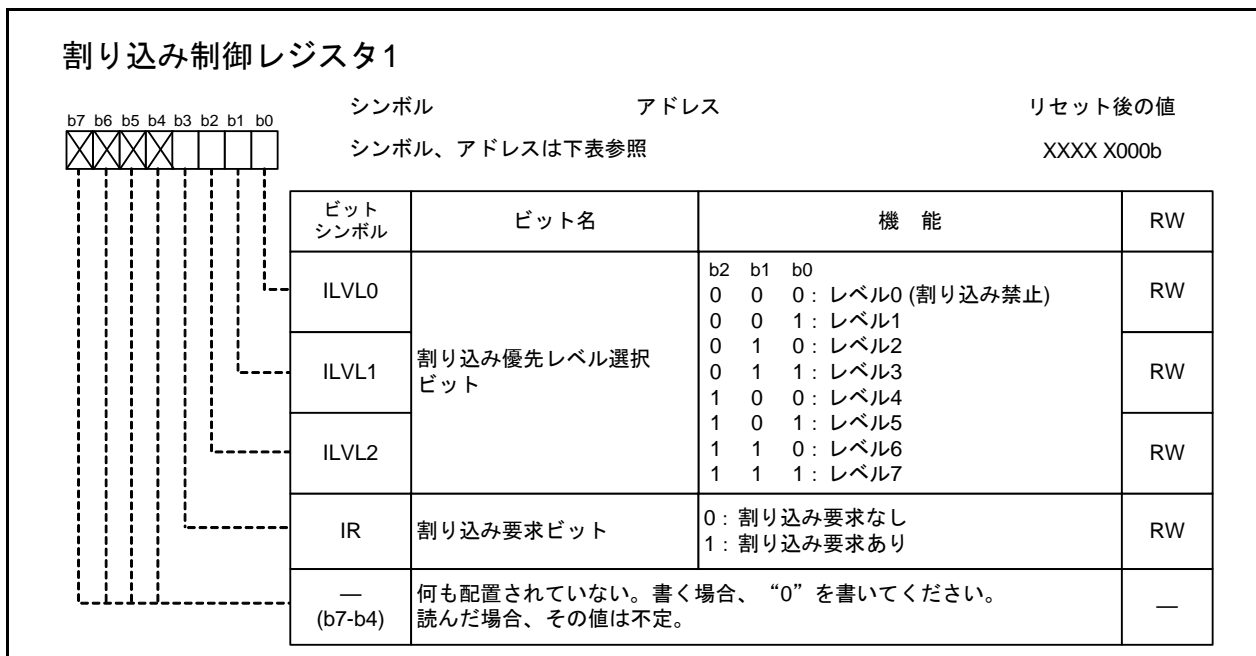 割り込み制御レジスタ1
シンボル アドレス リセット後の値
b7 b6 b5 b4 b3 b2 b1 b0
シンボル、アドレスは下表参照 XXXX X000b
ビット
シンボル
ビット名
機 能
RW
ILVL0
ILVL1
ILVL2
割り込み優先レベル選択
ビット
b2 b1 b0
0 0 0 : レベル0 (割り込み禁止)
0 0 1 : レベル1
0 1 0 : レベル2
0 1 1 : レベル3
1 0 0 : レベル4
1 0 1 : レベル5
1 1 0 : レベル6
1 1 1 : レベル7
RW
RW
RW
IR
割り込み要求ビット
0 : 割り込み要求なし
1 : 割り込み要求あり
RW
—
(b7-b4)
何も配置されていない。書く場合、“0”を書いてください。
読んだ場合、その値は不定。
—